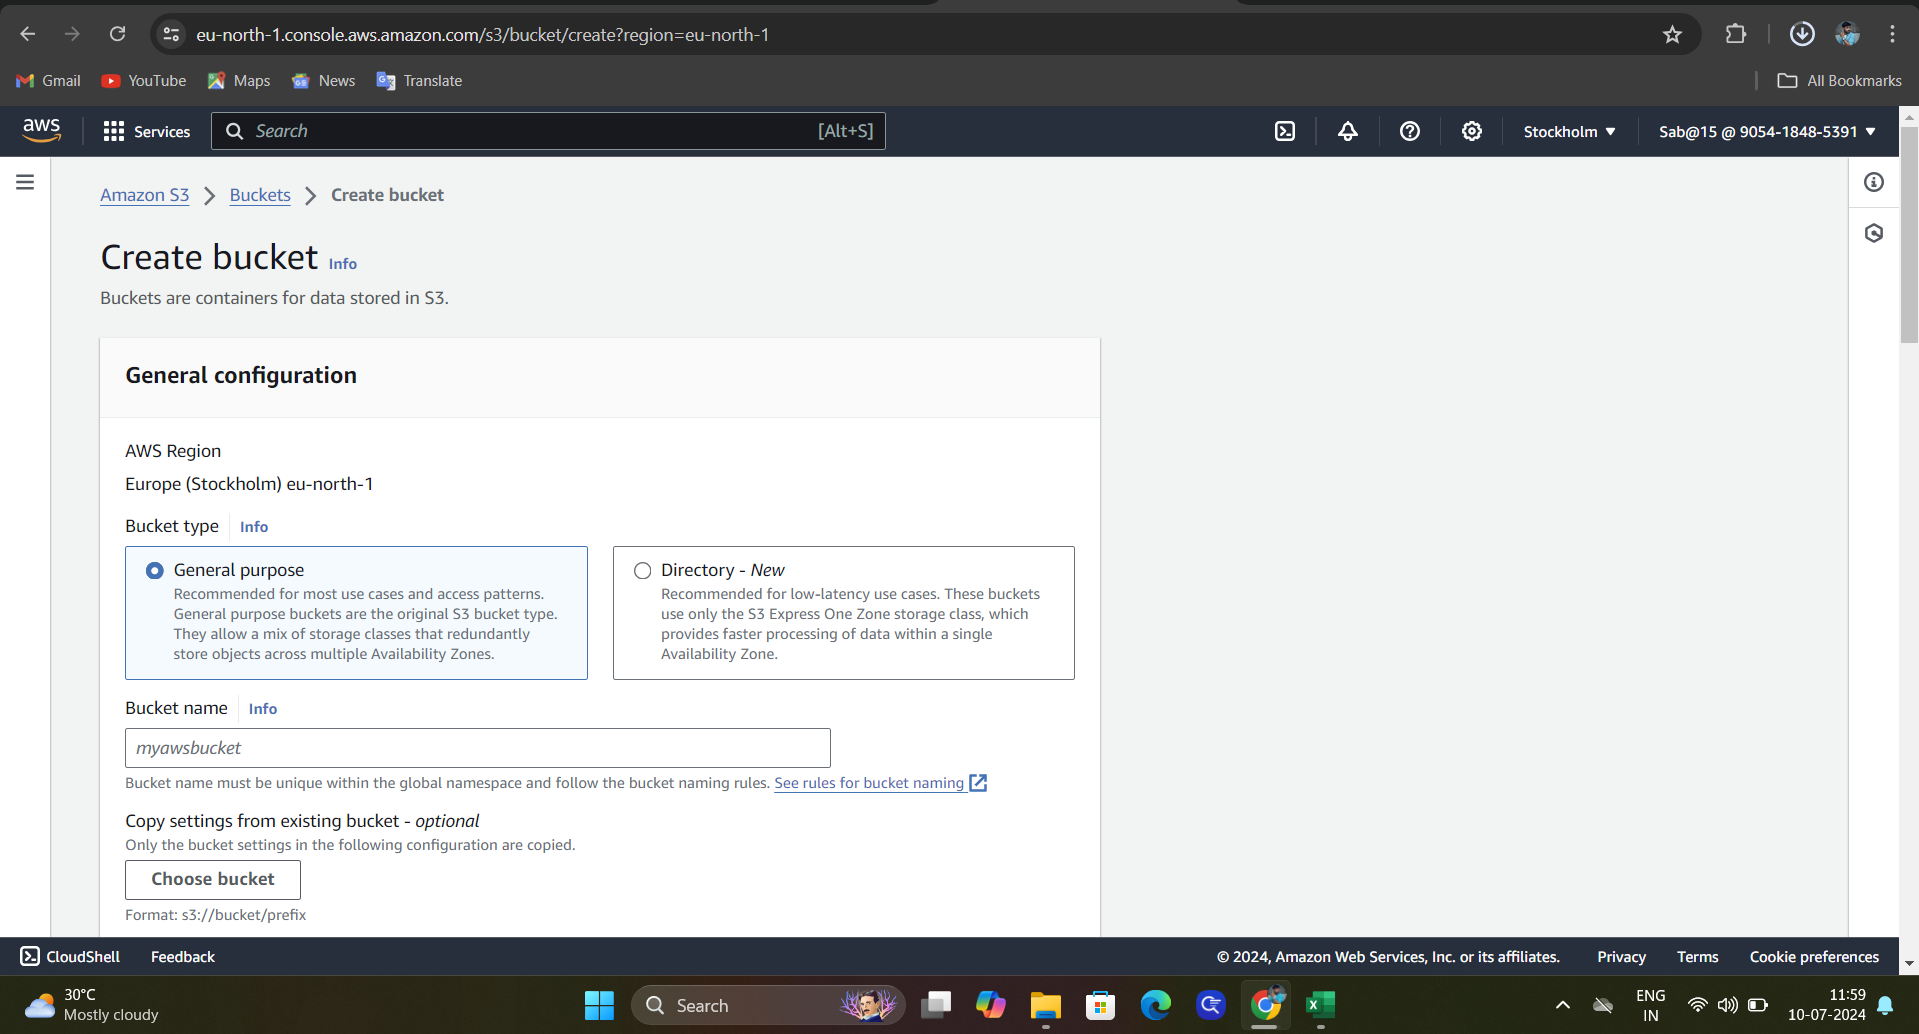 eu-north-1.console.aws.amazon.com/s3/bucket/create?region=eu-north-1
Gmail YouTube Maps News Translate All Bookmarks
aws Services Search [Alt+S] Stockholm Sab@15 @ 9054-1848-5391
Amazon S3 Buckets Create bucket
Create bucket Info
Buckets are containers for data stored in S3.
General configuration
AWS Region
Europe (Stockholm) eu-north-1
Bucket type Info
General purpose
Recommended for most use cases and access patterns.
General purpose buckets are the original S3 bucket type.
They allow a mix of storage classes that redundantly
store objects across multiple Availability Zones.
Directory - New
Recommended for low-latency use cases. These buckets
use only the S3 Express One Zone storage class, which
provides faster processing of data within a single
Availability Zone.
Bucket name Info
myawsbucket
Bucket name must be unique within the global namespace and follow the bucket naming rules. See rules for bucket naming
Copy settings from existing bucket - optional
Only the bucket settings in the following configuration are copied.
Choose bucket
Format: s3://bucket/prefix
CloudShell Feedback © 2024, Amazon Web Services, Inc. or its affiliates. Privacy Terms Cookie preferences
30°C
Mostly cloudy
Search
ENG
IN
11:59
10-07-2024